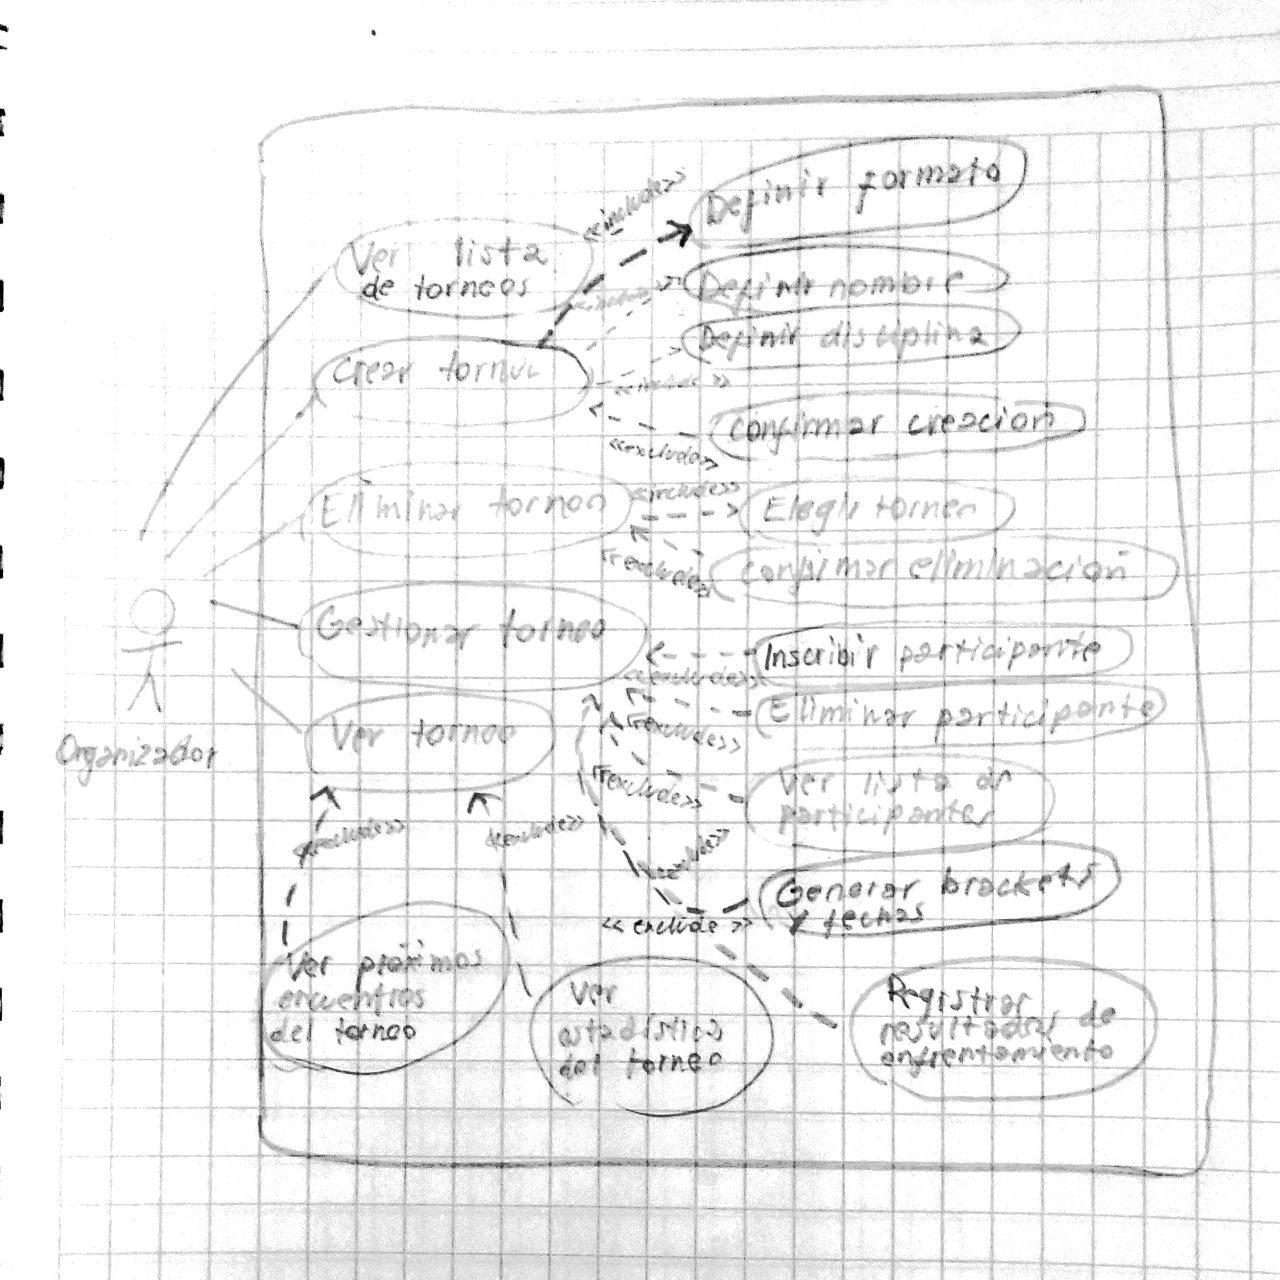 Definir formato
<<include>>
Ver lista
de torneos
Definir nombre
<<include>>
Definir disciplina
Crear torneo
<<include>>
Confirmar creación
<<exclude>>
<<include>>
Eliminar torneo
Elegir torneo
<<exclude>>
Confirmar eliminación
Gestionar torneo
Inscribir participante
<<exclude>>
Eliminar participante
<<exclude>>
Ver torneo
Organizador
Ver lista de
participantes
<<exclude>>
<<exclude>>
<<exclude>>
<<exclude>>
Generar brackets
y fechas
<< exclude >>
Ver próximos
encuentros
del torneo
Ver
estadística
del torneo
Registrar
resultados de
enfrentamiento